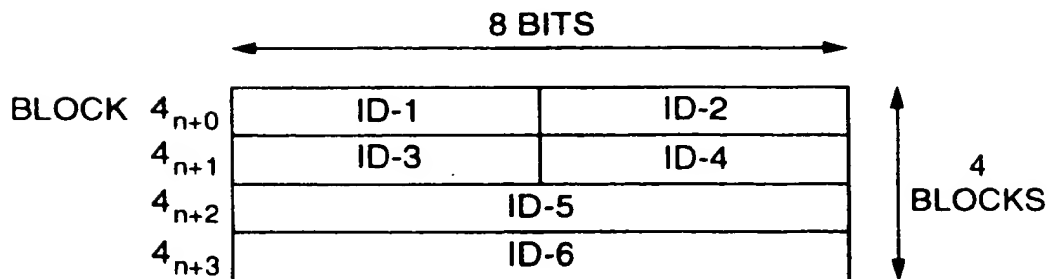 8 BITS
BLOCK 4n+0 ID-1 ID-2
4n+1 ID-3 ID-4
4n+2 ID-5
4n+3 ID-6
4
BLOCKS